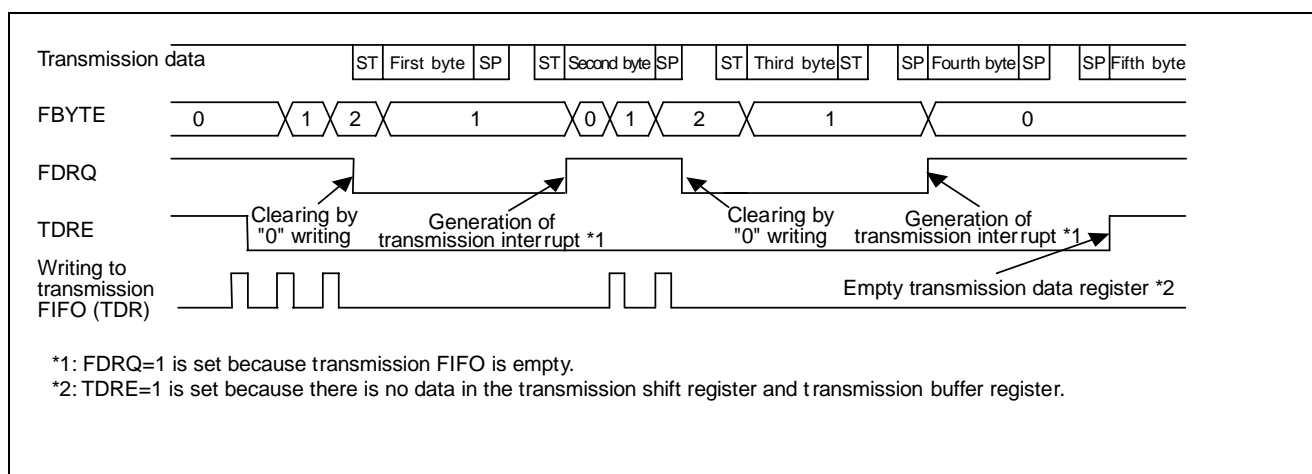 Transmission data ST First byte SP ST Second byte SP ST Third byte ST SP Fourth byte SP SP Fifth byte
FBYTE 0 1 2 1 0 1 2 1 0
FDRQ
Clearing by "0" writing
Generation of transmission interrupt *1
Clearing by "0" writing
Generation of transmission interrupt *1
TDRE
Writing to
transmission
FIFO (TDR)
Empty transmission data register *2
*1: FDRQ=1 is set because transmission FIFO is empty.
*2: TDRE=1 is set because there is no data in the transmission shift register and transmission buffer register.